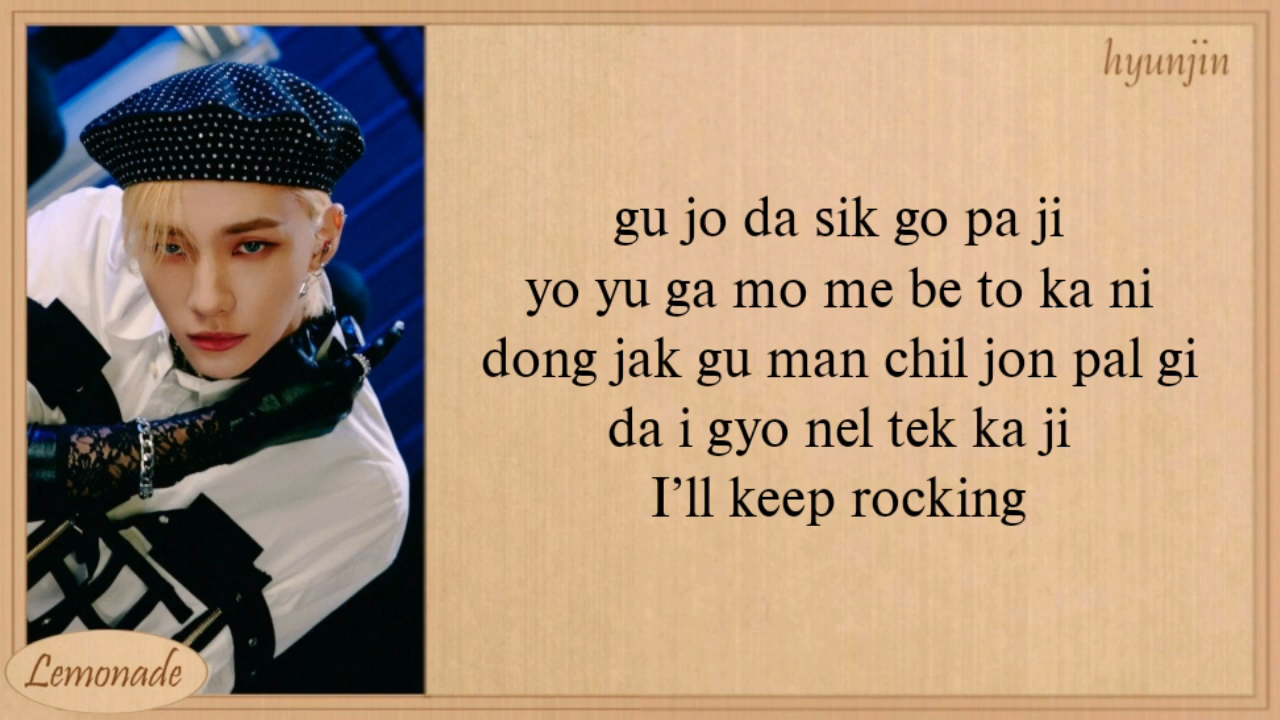 hyunjin
gu jo da sik go pa ji
yo yu ga mo me be to ka ni
dong jak gu man chil jon pal gi
da i gyo nel tek ka ji
I'll keep rocking
Lemonade